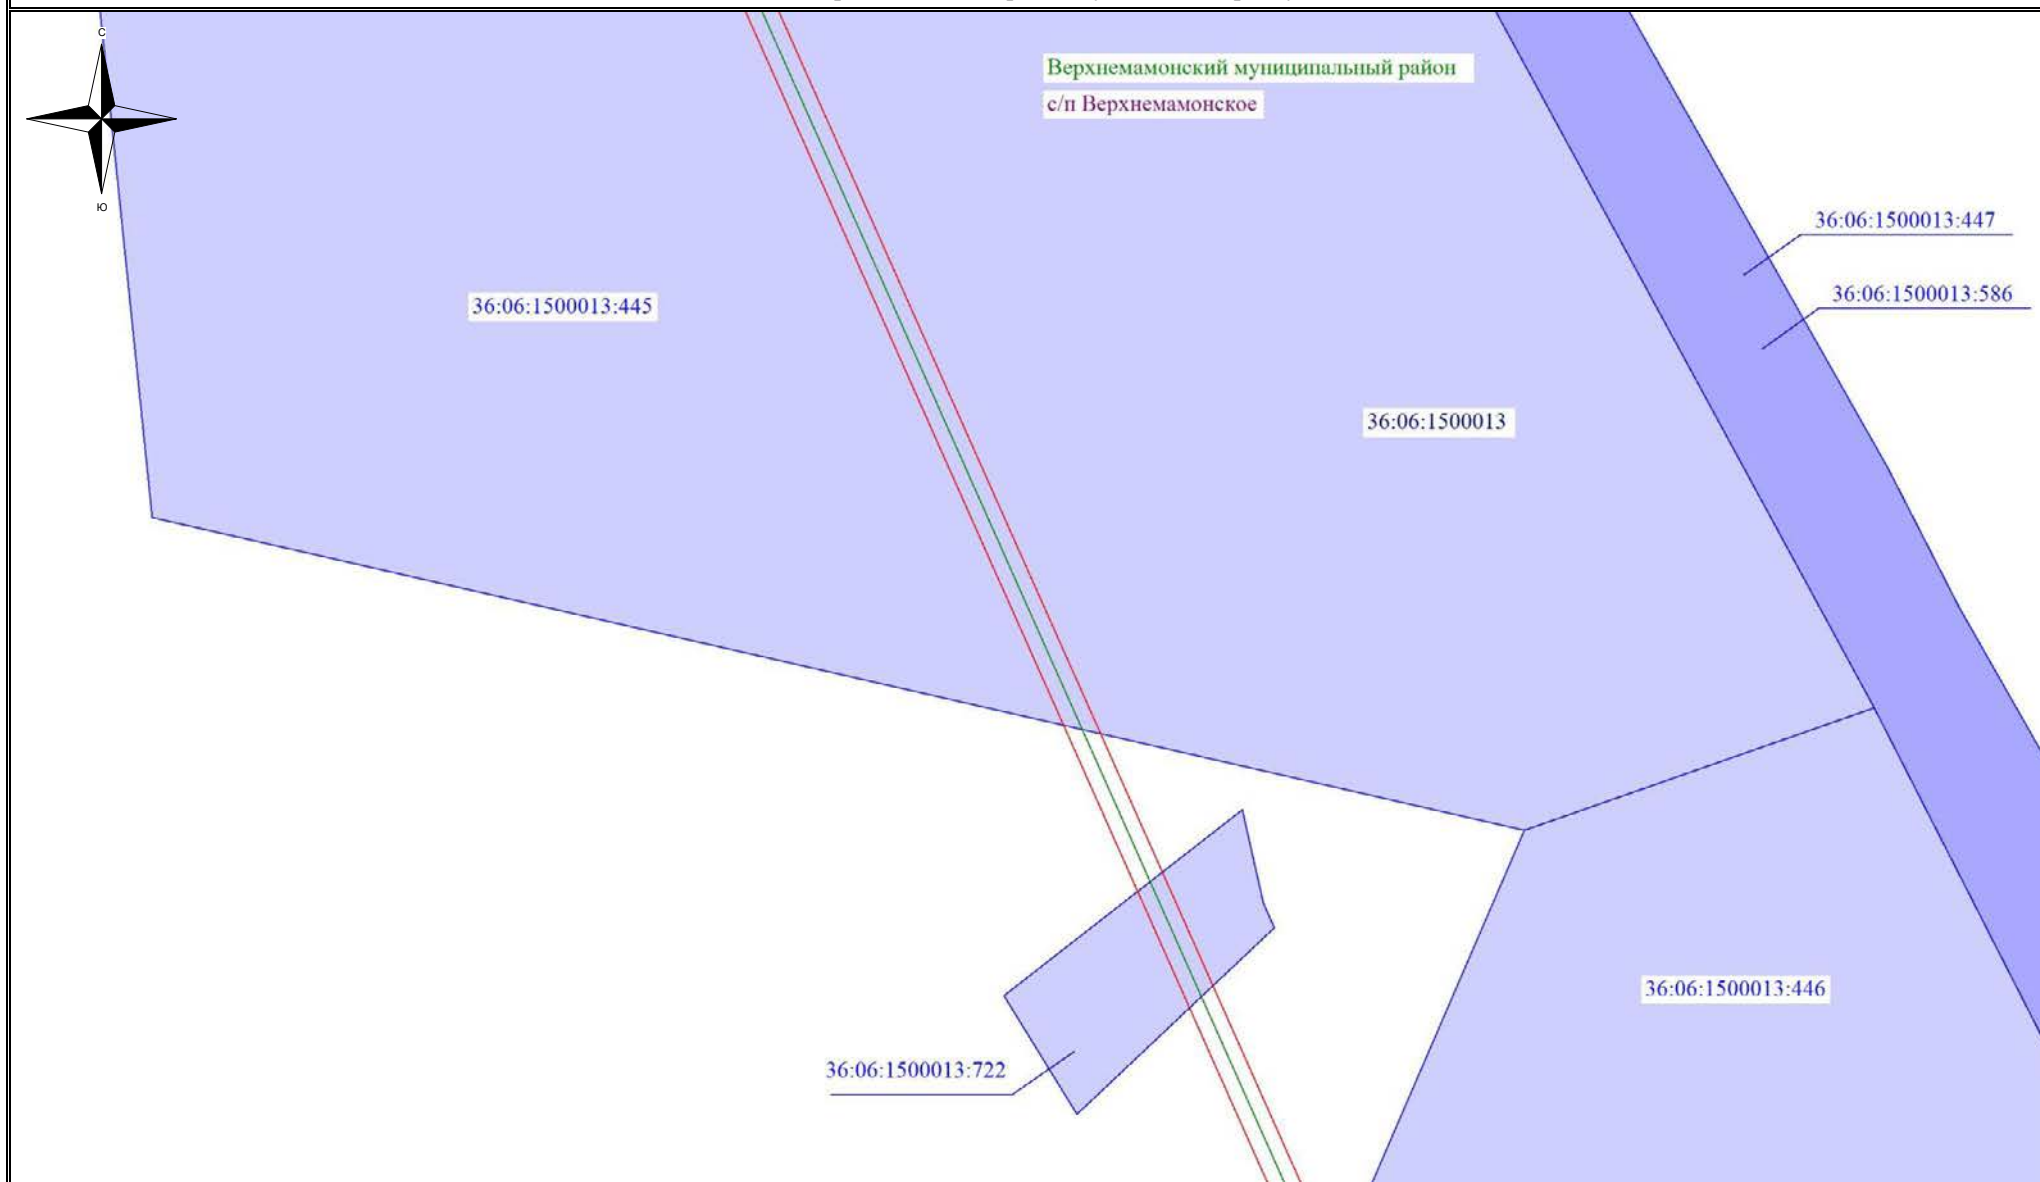 С
Ю
Верхнемамонский муниципальный район
с/п Верхнемамонское
36:06:1500013:447
36:06:1500013:586
36:06:1500013:445
36:06:1500013
36:06:1500013:446
36:06:1500013:722